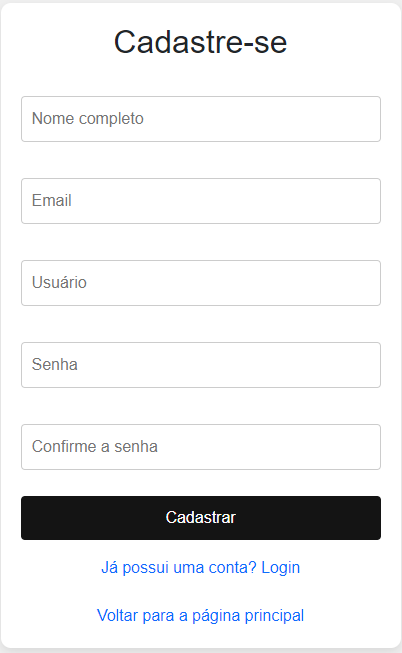 Cadastre-se
Nome completo
Email
Usuário
Senha
Confirme a senha
Cadastrar
Já possui uma conta? Login
Voltar para a página principal